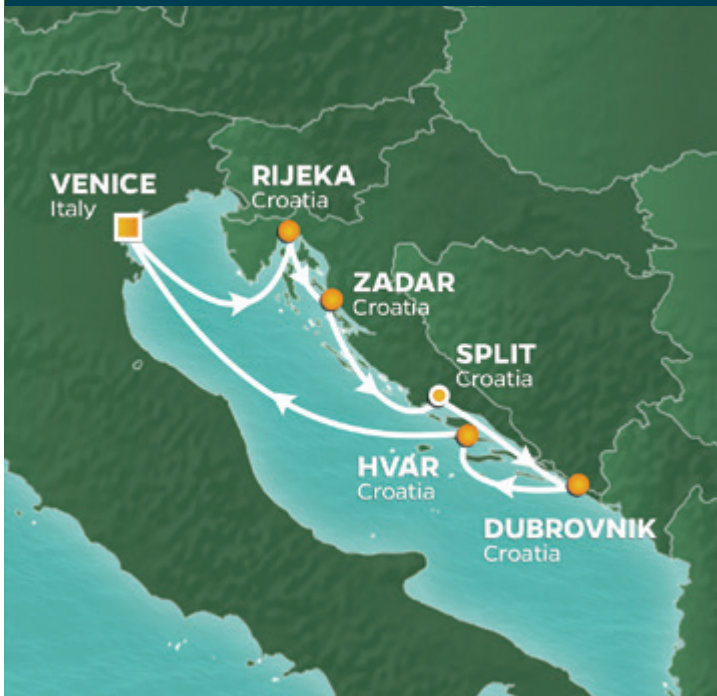 VENICE
Italy
RIJEKA
Croatia
ZADAR
Croatia
SPLIT
Croatia
HVAR
Croatia
DUBROVNIK
Croatia